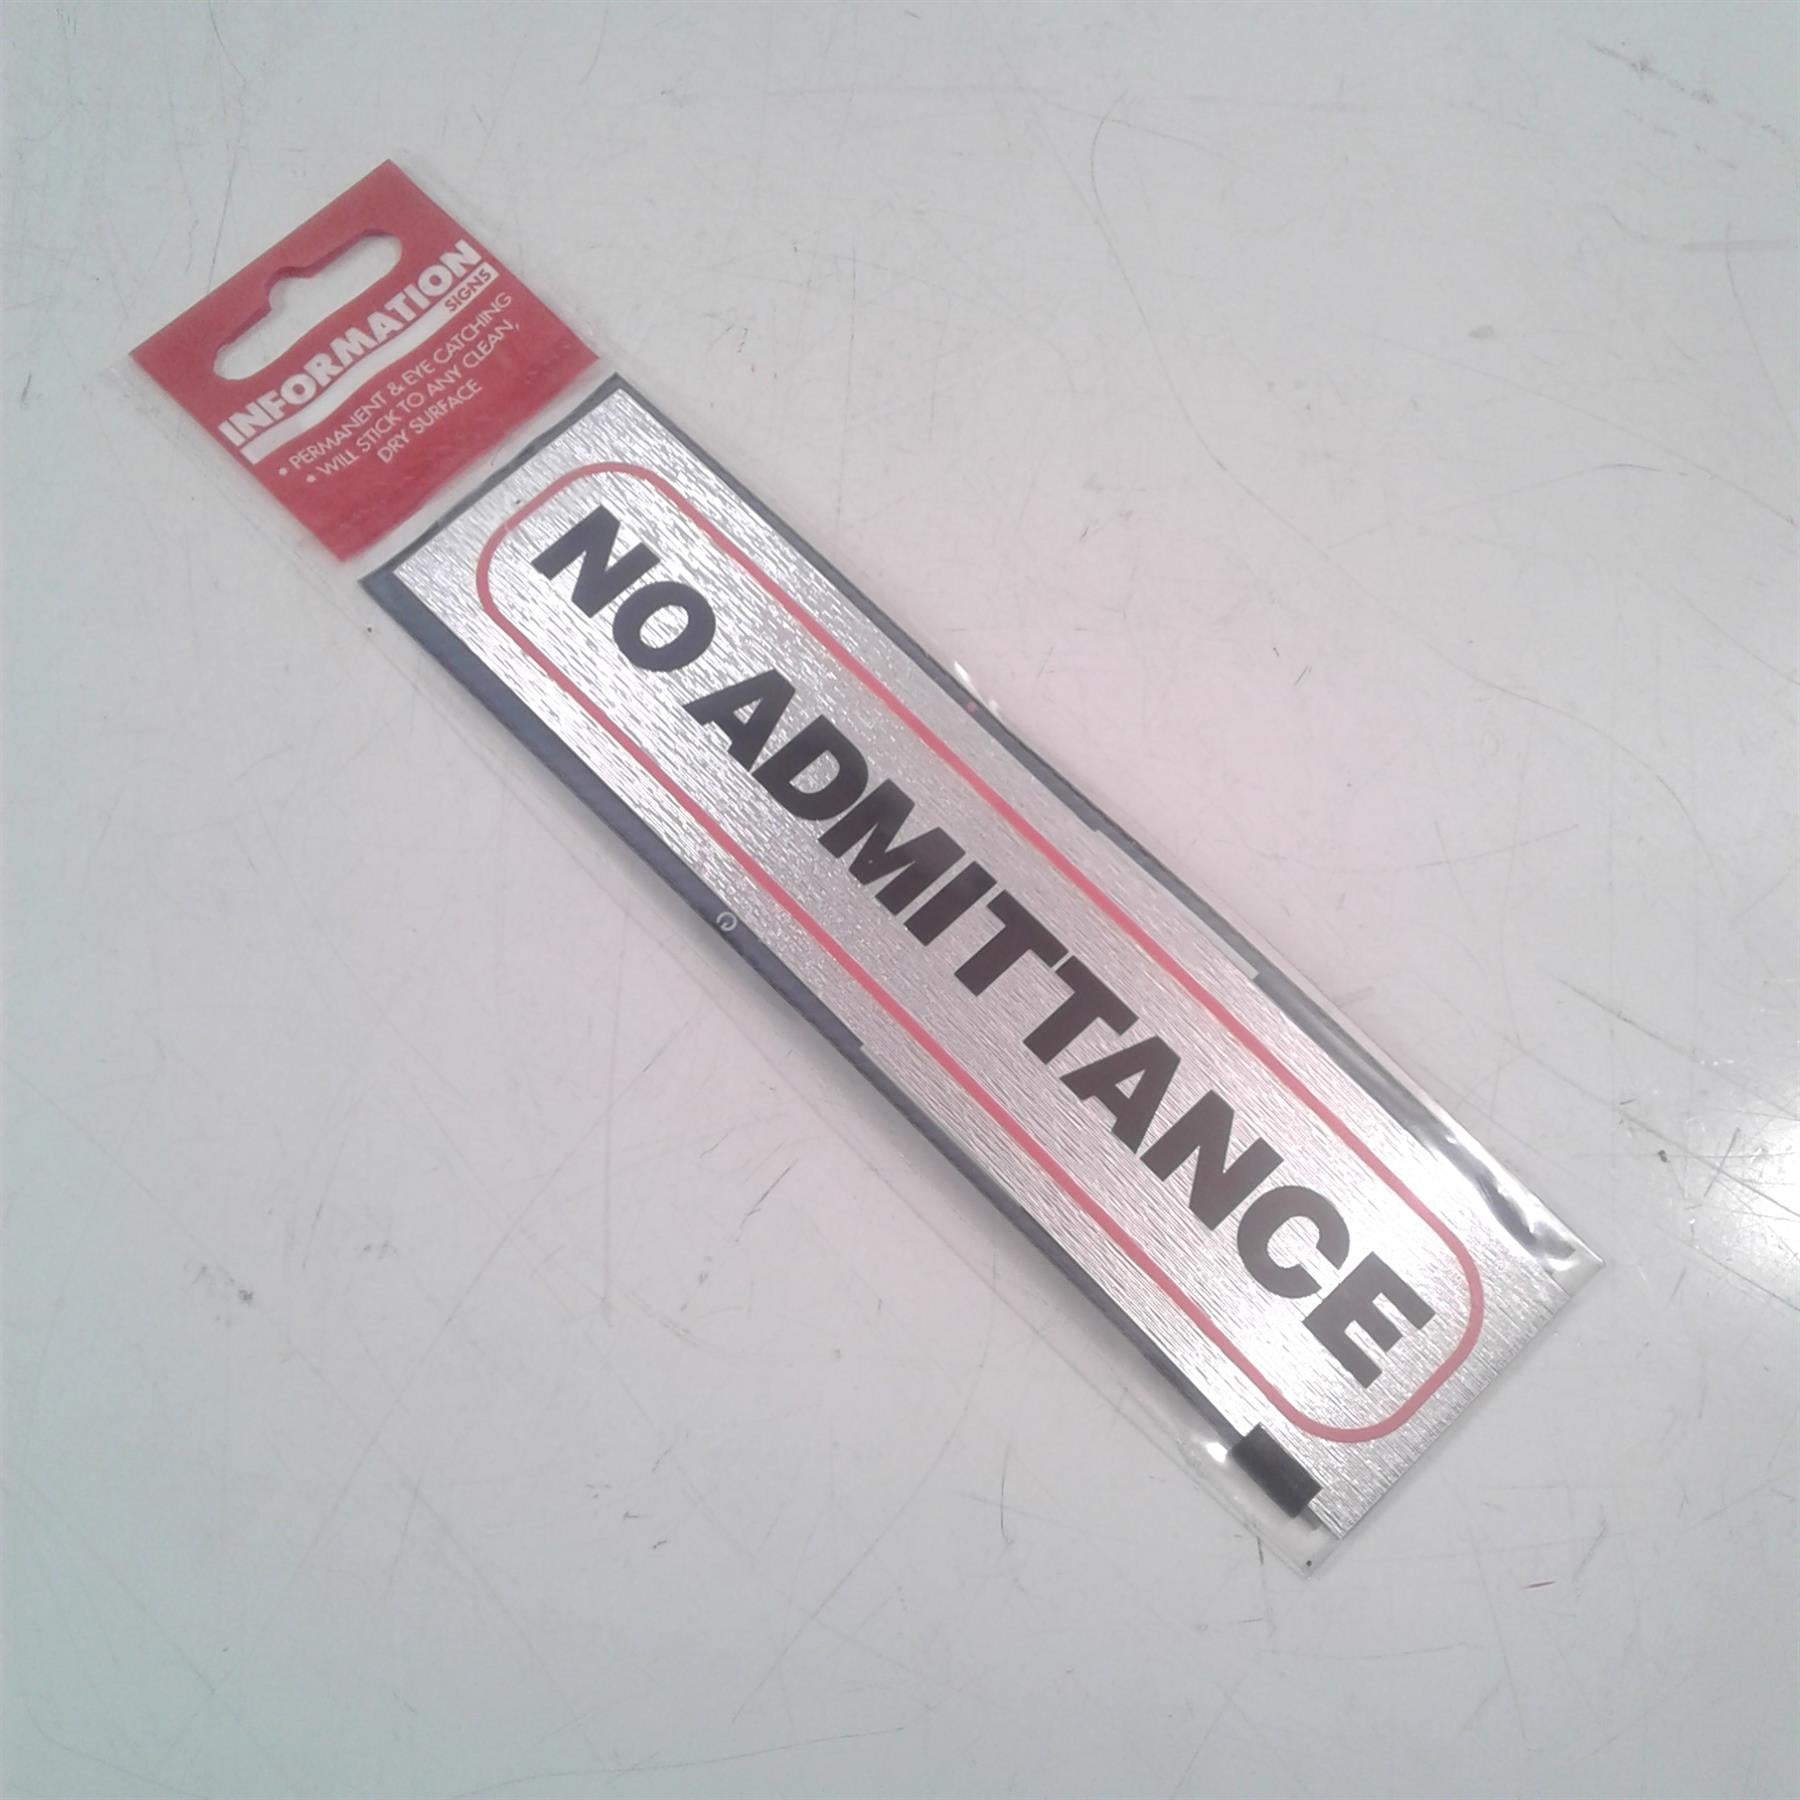 INFORMATION
SIGNS
• PERMANENT & EYE CATCHING
• WILL STICK TO ANY CLEAN,
DRY SURFACE
NO ADMITTANCE